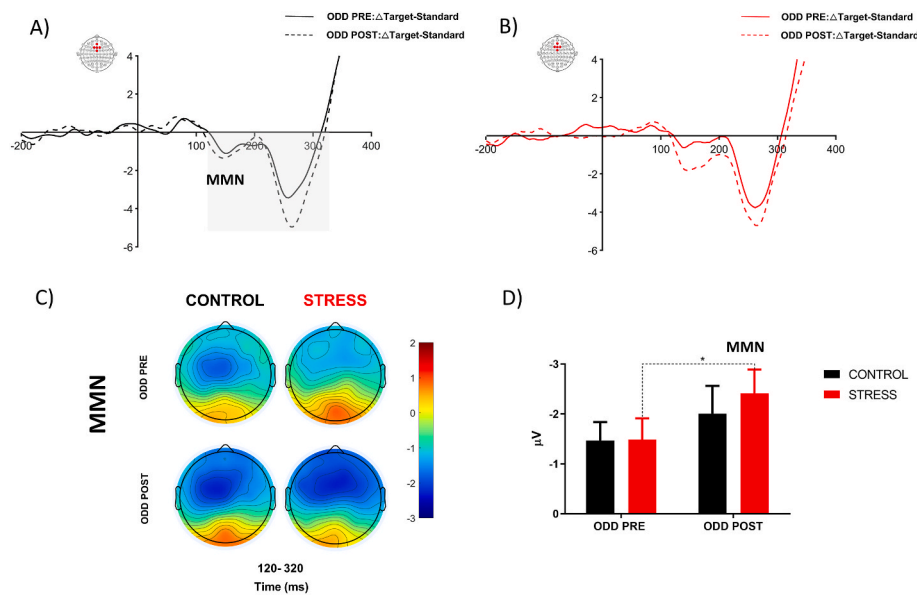 A)
ODD PRE:△Target-Standard
ODD POST:△Target-Standard
4
2
-200 -100 100 200 300 400
-2
-4
-6
MMN
B)
ODD PRE:△Target-Standard
ODD POST:△Target-Standard
4
2
-200 -100 100 200 300 400
-2
-4
-6
C)
CONTROL STRESS
MMN
ODD PRE
ODD POST
2
1
0
-1
-2
-3
120- 320
Time (ms)
D)
MMN
*
CONTROL
STRESS
µV
-3
-2
-1
0
ODD PRE ODD POST